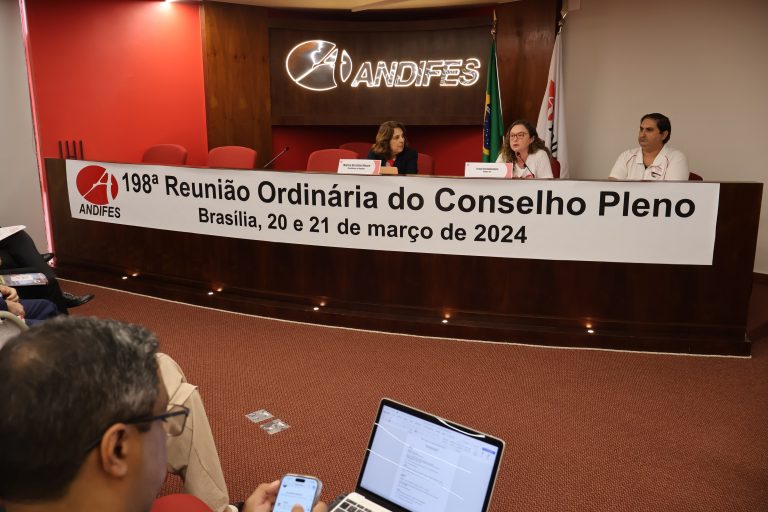 ANDIFES
198ª Reunião Ordinária do Conselho Pleno
ANDIFES
Brasília, 20 e 21 de março de 2024